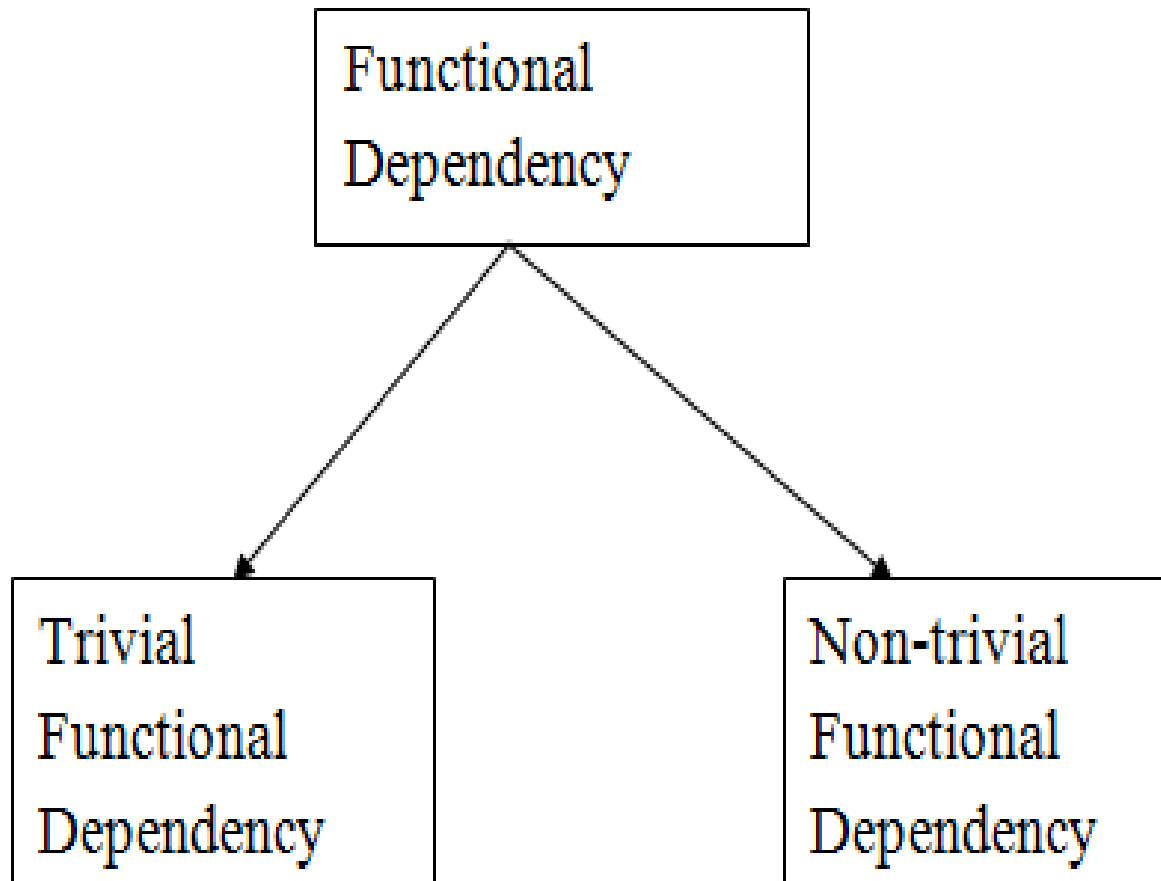 Functional
Dependency
Trivial
Functional
Dependency
Non-trivial
Functional
Dependency